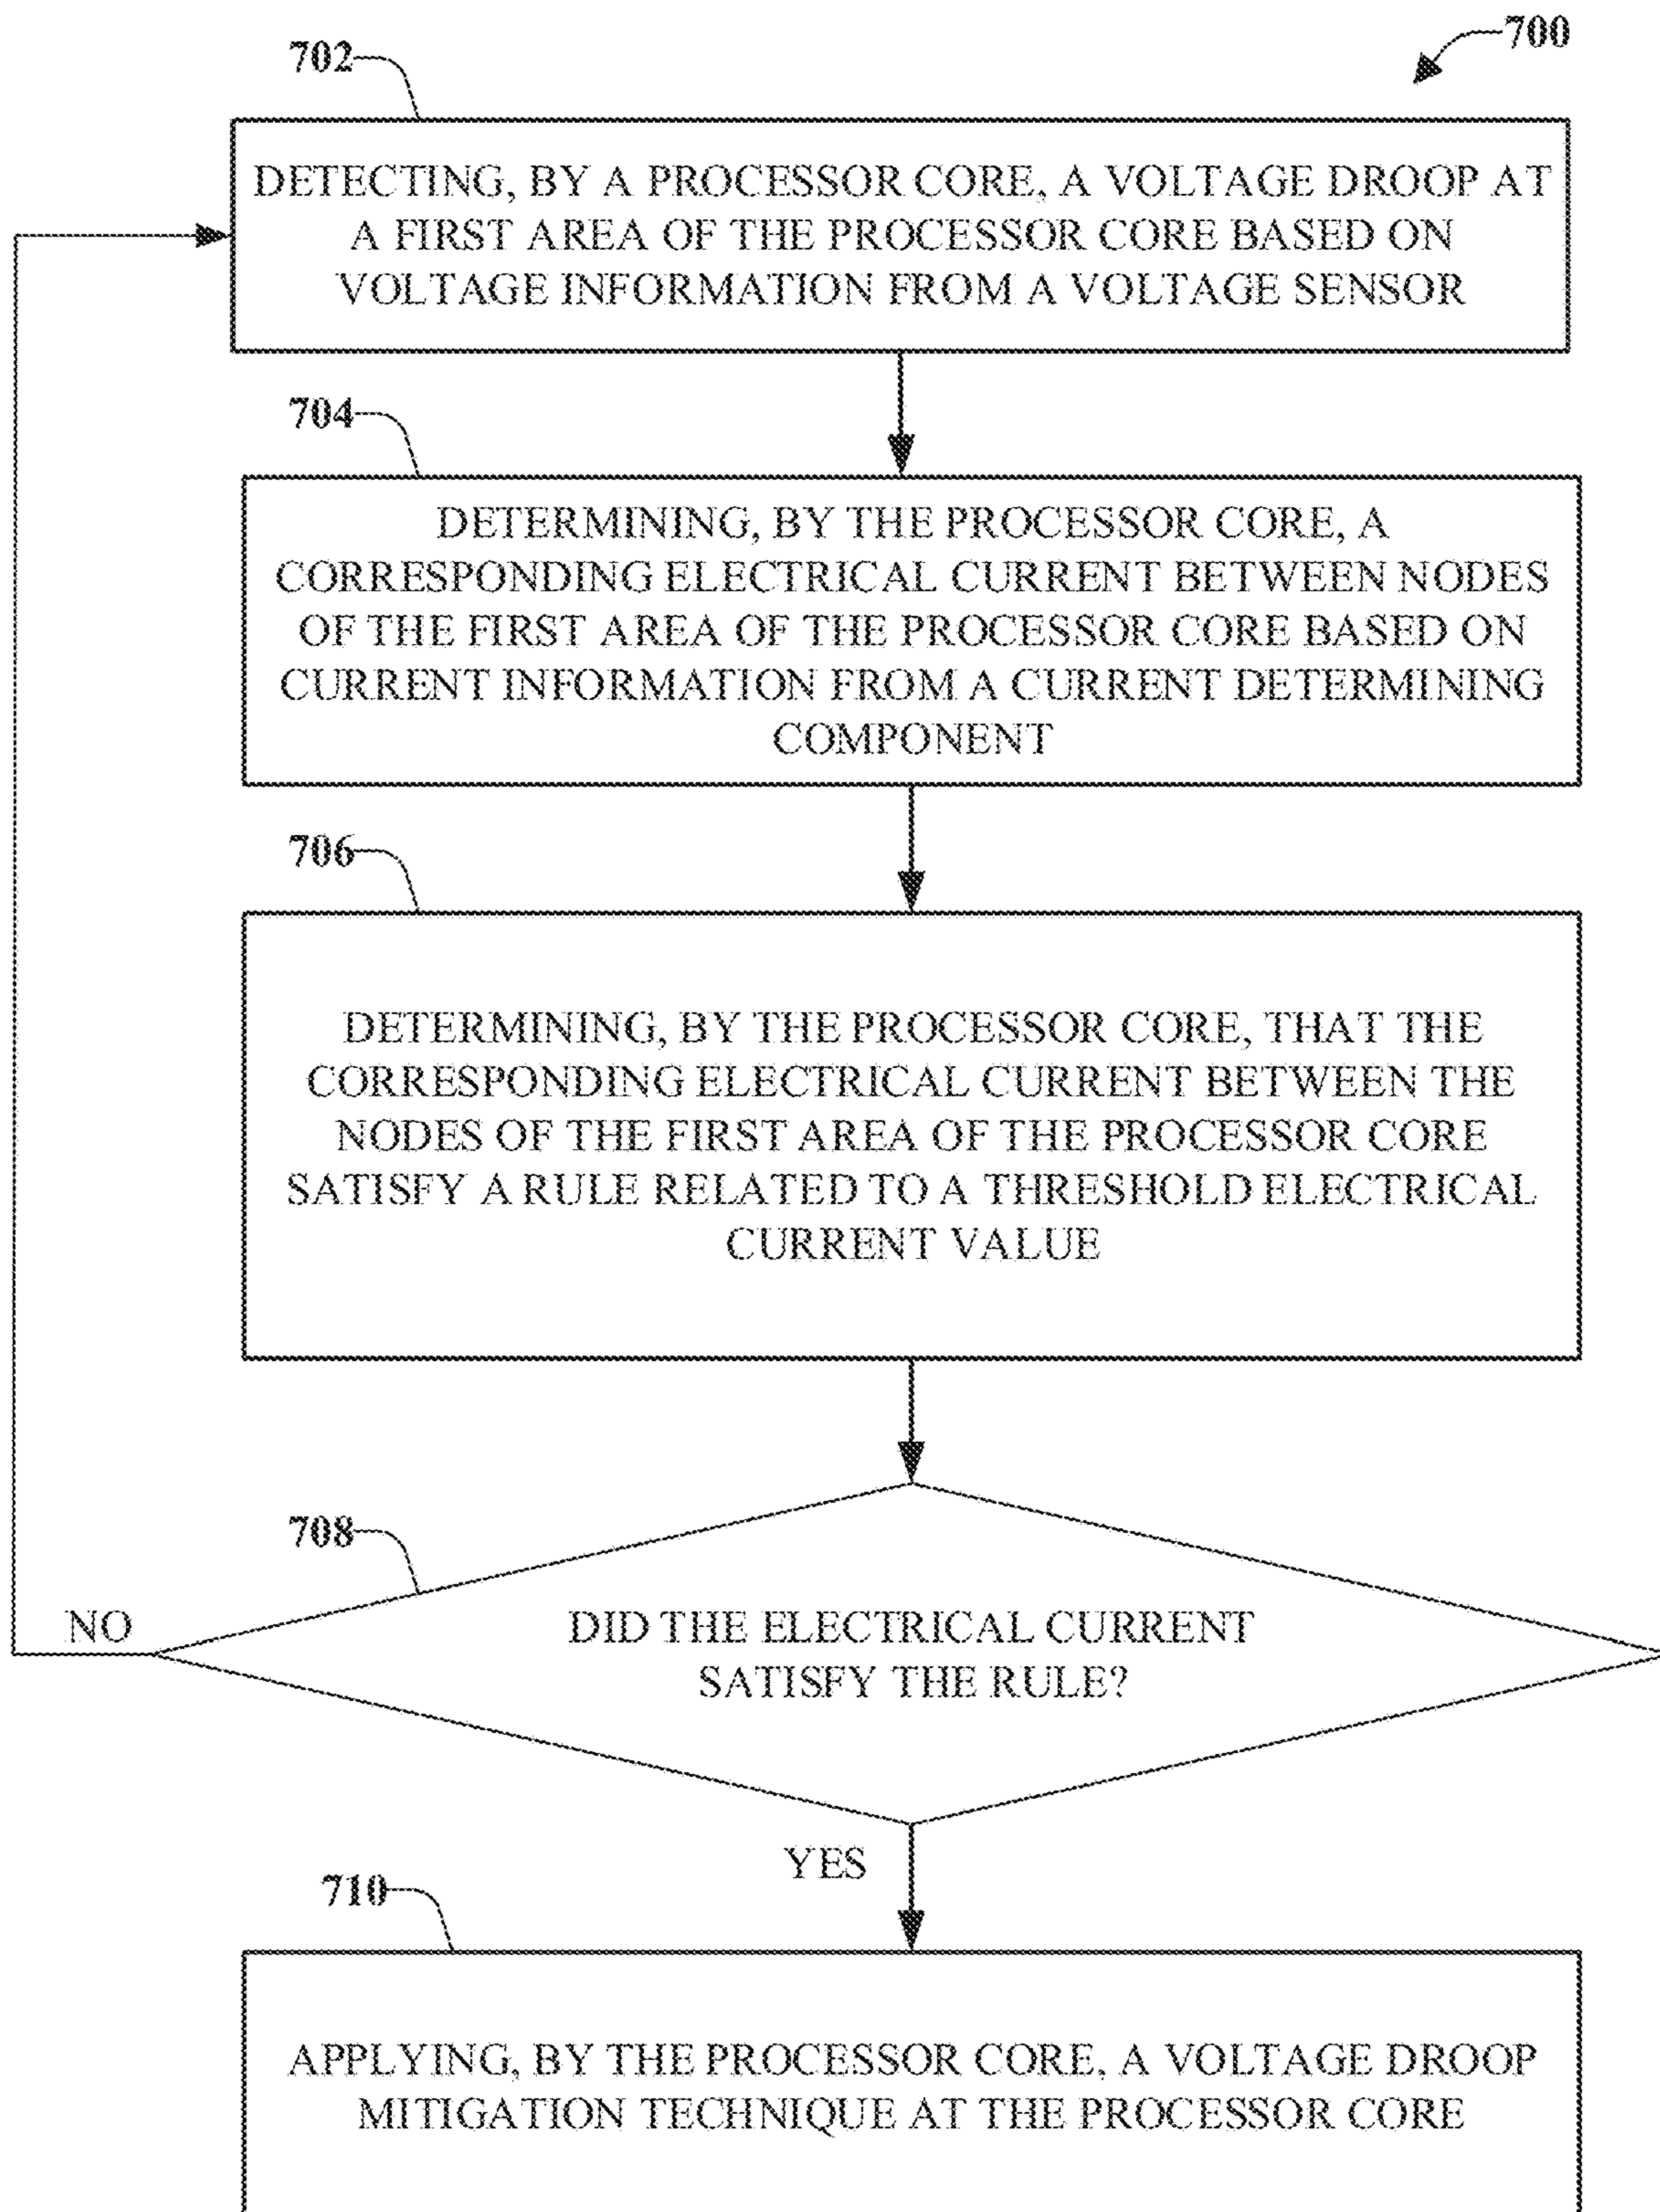 700
702
DETECTING, BY A PROCESSOR CORE, A VOLTAGE DROOP AT
A FIRST AREA OF THE PROCESSOR CORE BASED ON
VOLTAGE INFORMATION FROM A VOLTAGE SENSOR
704
DETERMINING, BY THE PROCESSOR CORE, A
CORRESPONDING ELECTRICAL CURRENT BETWEEN NODES
OF THE FIRST AREA OF THE PROCESSOR CORE BASED ON
CURRENT INFORMATION FROM A CURRENT DETERMINING
COMPONENT
706
DETERMINING, BY THE PROCESSOR CORE, THAT THE
CORRESPONDING ELECTRICAL CURRENT BETWEEN THE
NODES OF THE FIRST AREA OF THE PROCESSOR CORE
SATISFY A RULE RELATED TO A THRESHOLD ELECTRICAL
CURRENT VALUE
708
NO
DID THE ELECTRICAL CURRENT
SATISFY THE RULE?
YES
710
APPLYING, BY THE PROCESSOR CORE, A VOLTAGE DROOP
MITIGATION TECHNIQUE AT THE PROCESSOR CORE